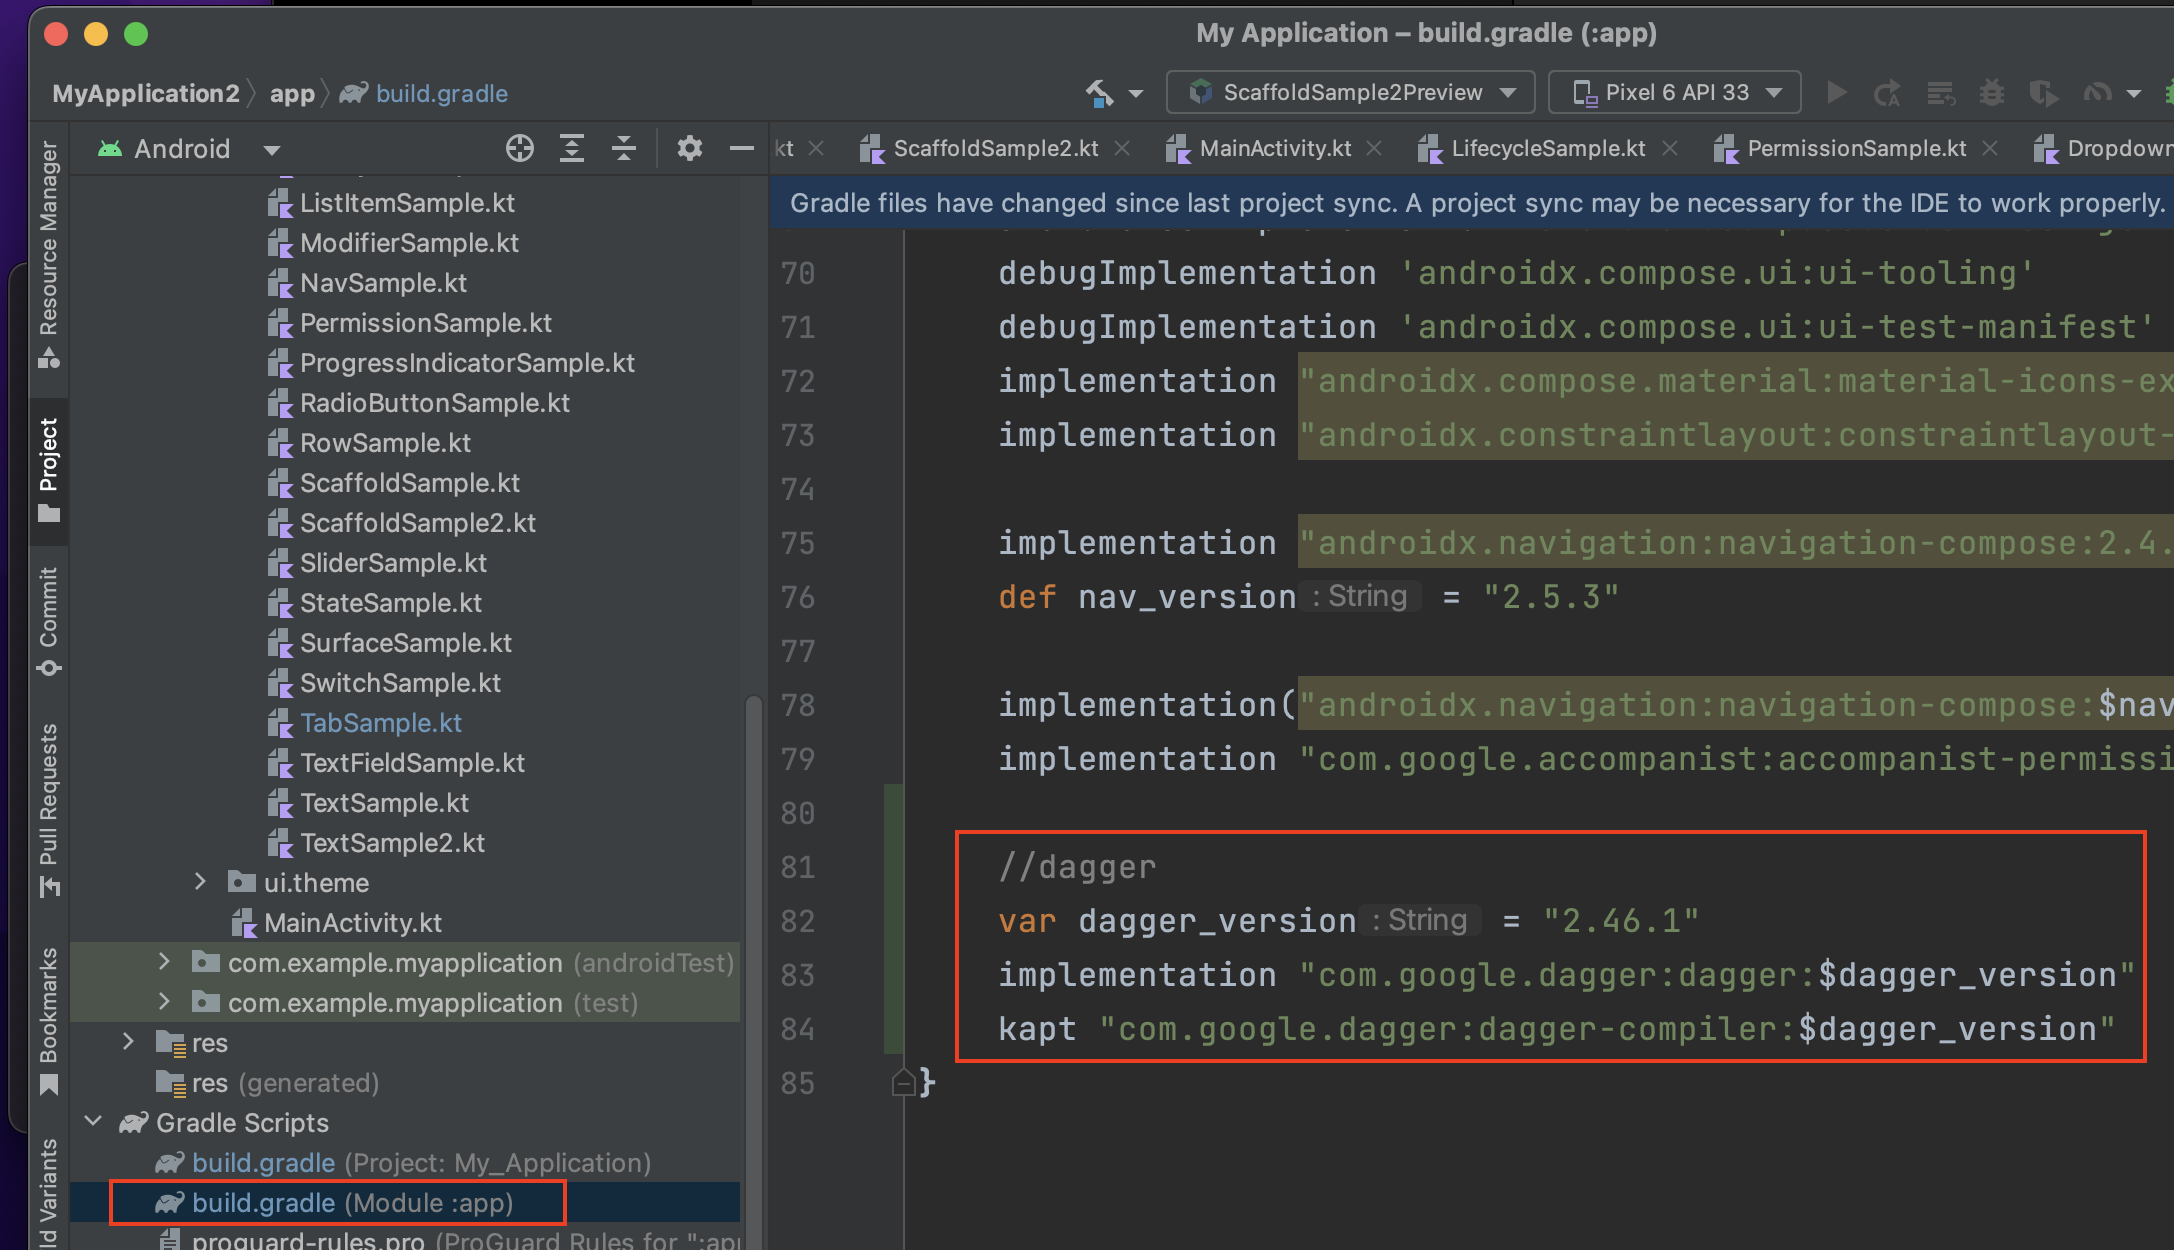 My Application – build.gradle (:app)
MyApplication2
app
build.gradle
ScaffoldSample2Preview
Pixel 6 API 33
Android
kt
ScaffoldSample2.kt
MainActivity.kt
LifecycleSample.kt
PermissionSample.kt
Dropdown
Gradle files have changed since last project sync. A project sync may be necessary for the IDE to work properly.
Resource Manager
Project
Commit
Pull Requests
Bookmarks
ld Variants
ListItemSample.kt
ModifierSample.kt
NavSample.kt
PermissionSample.kt
ProgressIndicatorSample.kt
RadioButtonSample.kt
RowSample.kt
ScaffoldSample.kt
ScaffoldSample2.kt
SliderSample.kt
StateSample.kt
SurfaceSample.kt
SwitchSample.kt
TabSample.kt
TextFieldSample.kt
TextSample.kt
TextSample2.kt
ui.theme
MainActivity.kt
com.example.myapplication (androidTest)
com.example.myapplication (test)
res
res (generated)
Gradle Scripts
build.gradle (Project: My_Application)
build.gradle (Module :app)
proguard-rules.pro (ProGuard Rules for ":ap
70 debugImplementation 'androidx.compose.ui:ui-tooling'
71 debugImplementation 'androidx.compose.ui:ui-test-manifest'
72 implementation "androidx.compose.material:material-icons-ex
73 implementation "androidx.constraintlayout:constraintlayout-
74
75 implementation "androidx.navigation:navigation-compose:2.4.
76 def nav_version : String = "2.5.3"
77
78 implementation("androidx.navigation:navigation-compose:$nav
79 implementation "com.google.accompanist:accompanist-permissi
80
81 //dagger
82 var dagger_version : String = "2.46.1"
83 implementation "com.google.dagger:dagger:$dagger_version"
84 kapt "com.google.dagger:dagger-compiler:$dagger_version"
85 }